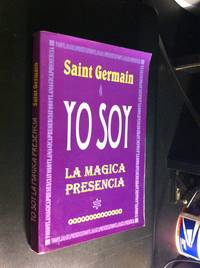 Saint Germain
YO SOY
LA MAGICA
PRESENCIA
YO SOY LA MAGICA PRESENCIA
Saint Germain